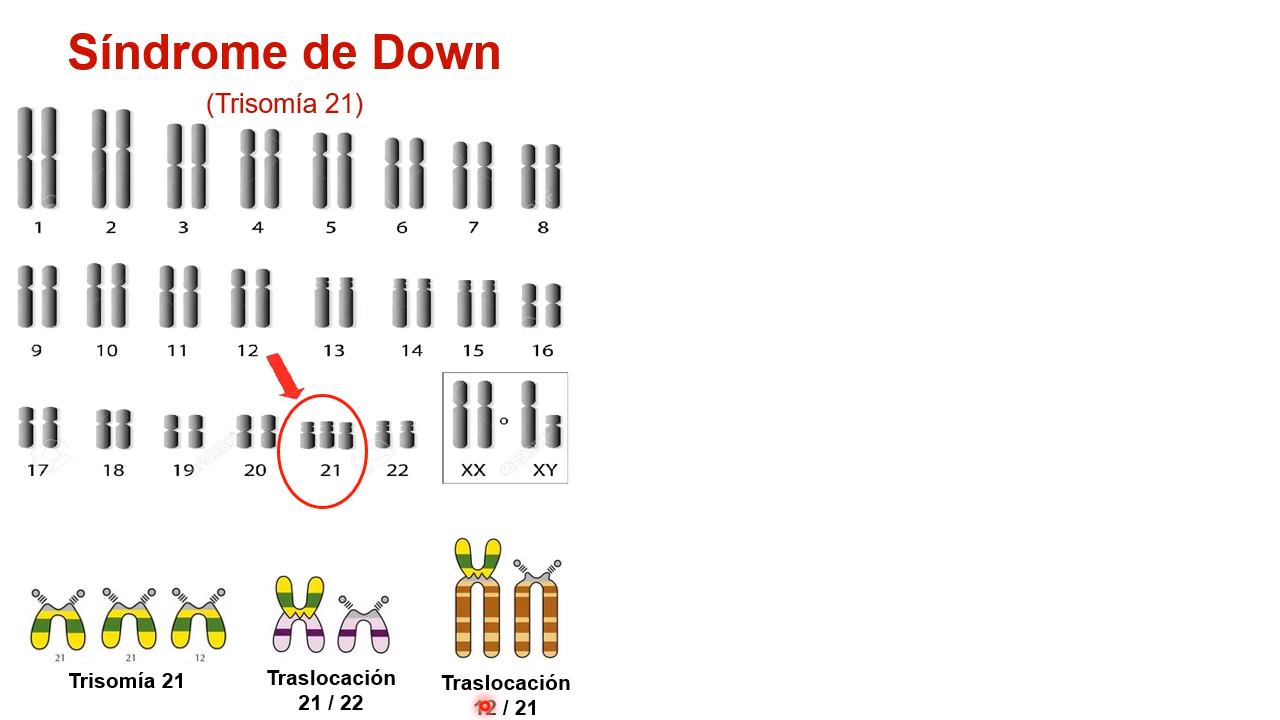 Síndrome de Down
(Trisomía 21)
1 2 3 4 5 6 7 8
9 10 11 12 13 14 15 16
o
17 18 19 20 21 22 XX XY
21 21 12
Trisomía 21
Traslocación
21 / 22
Traslocación
12 / 21